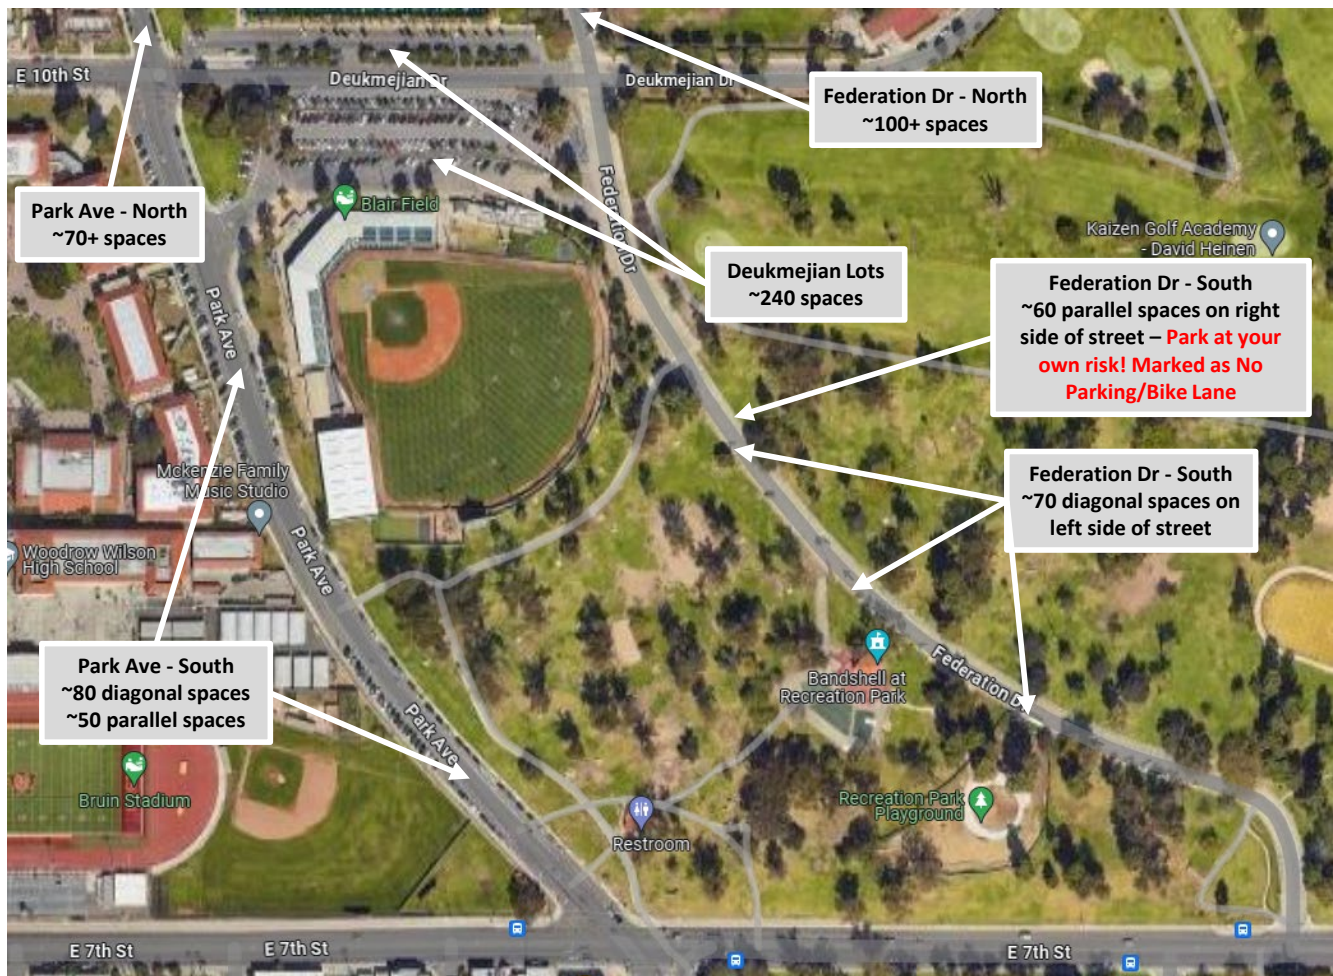 E 10th St
Deukmejian Dr
Deukmejian Dr
Federation Dr - North
~100+ spaces
Park Ave - North
~70+ spaces
Blair Field
Federation Dr
Kaizen Golf Academy
- David Heinen
Deukmejian Lots
~240 spaces
Federation Dr - South
~60 parallel spaces on right
side of street – Park at your
own risk! Marked as No
Parking/Bike Lane
Park Ave
Mckenzie Family
Music Studio
Federation Dr - South
~70 diagonal spaces on
left side of street
Woodrow Wilson
High School
Park Ave
Park Ave - South
~80 diagonal spaces
~50 parallel spaces
Bandshell at
Recreation Park
Federation Dr
Park Ave
Bruin Stadium
Recreation Park
Playground
Restroom
E 7th St
E 7th St
E 7th St